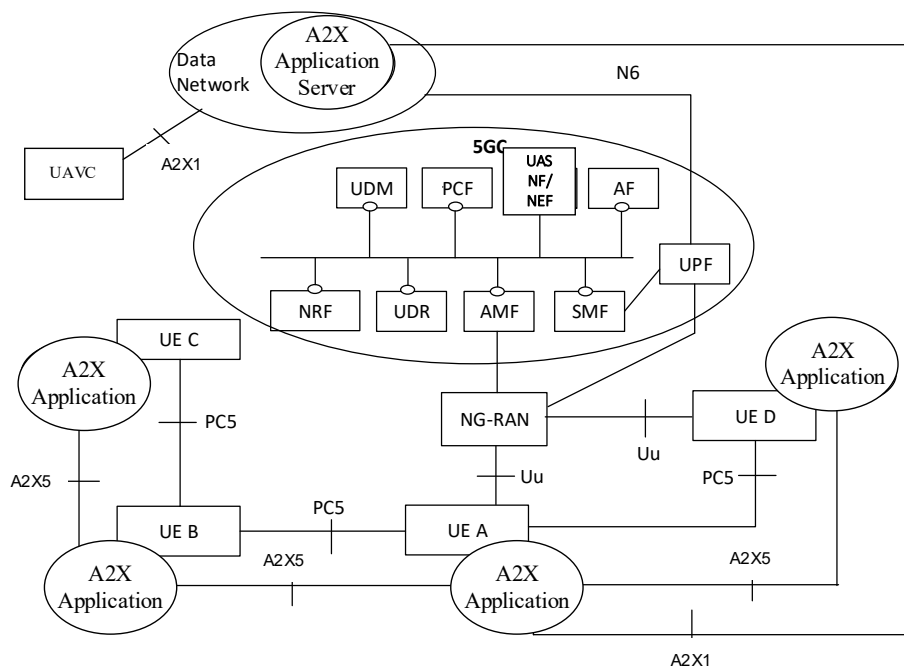 A2X
Application
Server
Data
Network
N6
A2X1
UAVC
5GC
UDM
PCF
UAS
NF/
NEF
AF
UPF
NRF
UDR
AMF
SMF
UE C
A2X
Application
A2X
Application
PC5
NG-RAN
UE D
Uu
Uu
A2X5
PC5
PC5
UE B
UE A
A2X5
A2X5
A2X
Application
A2X
Application
A2X1